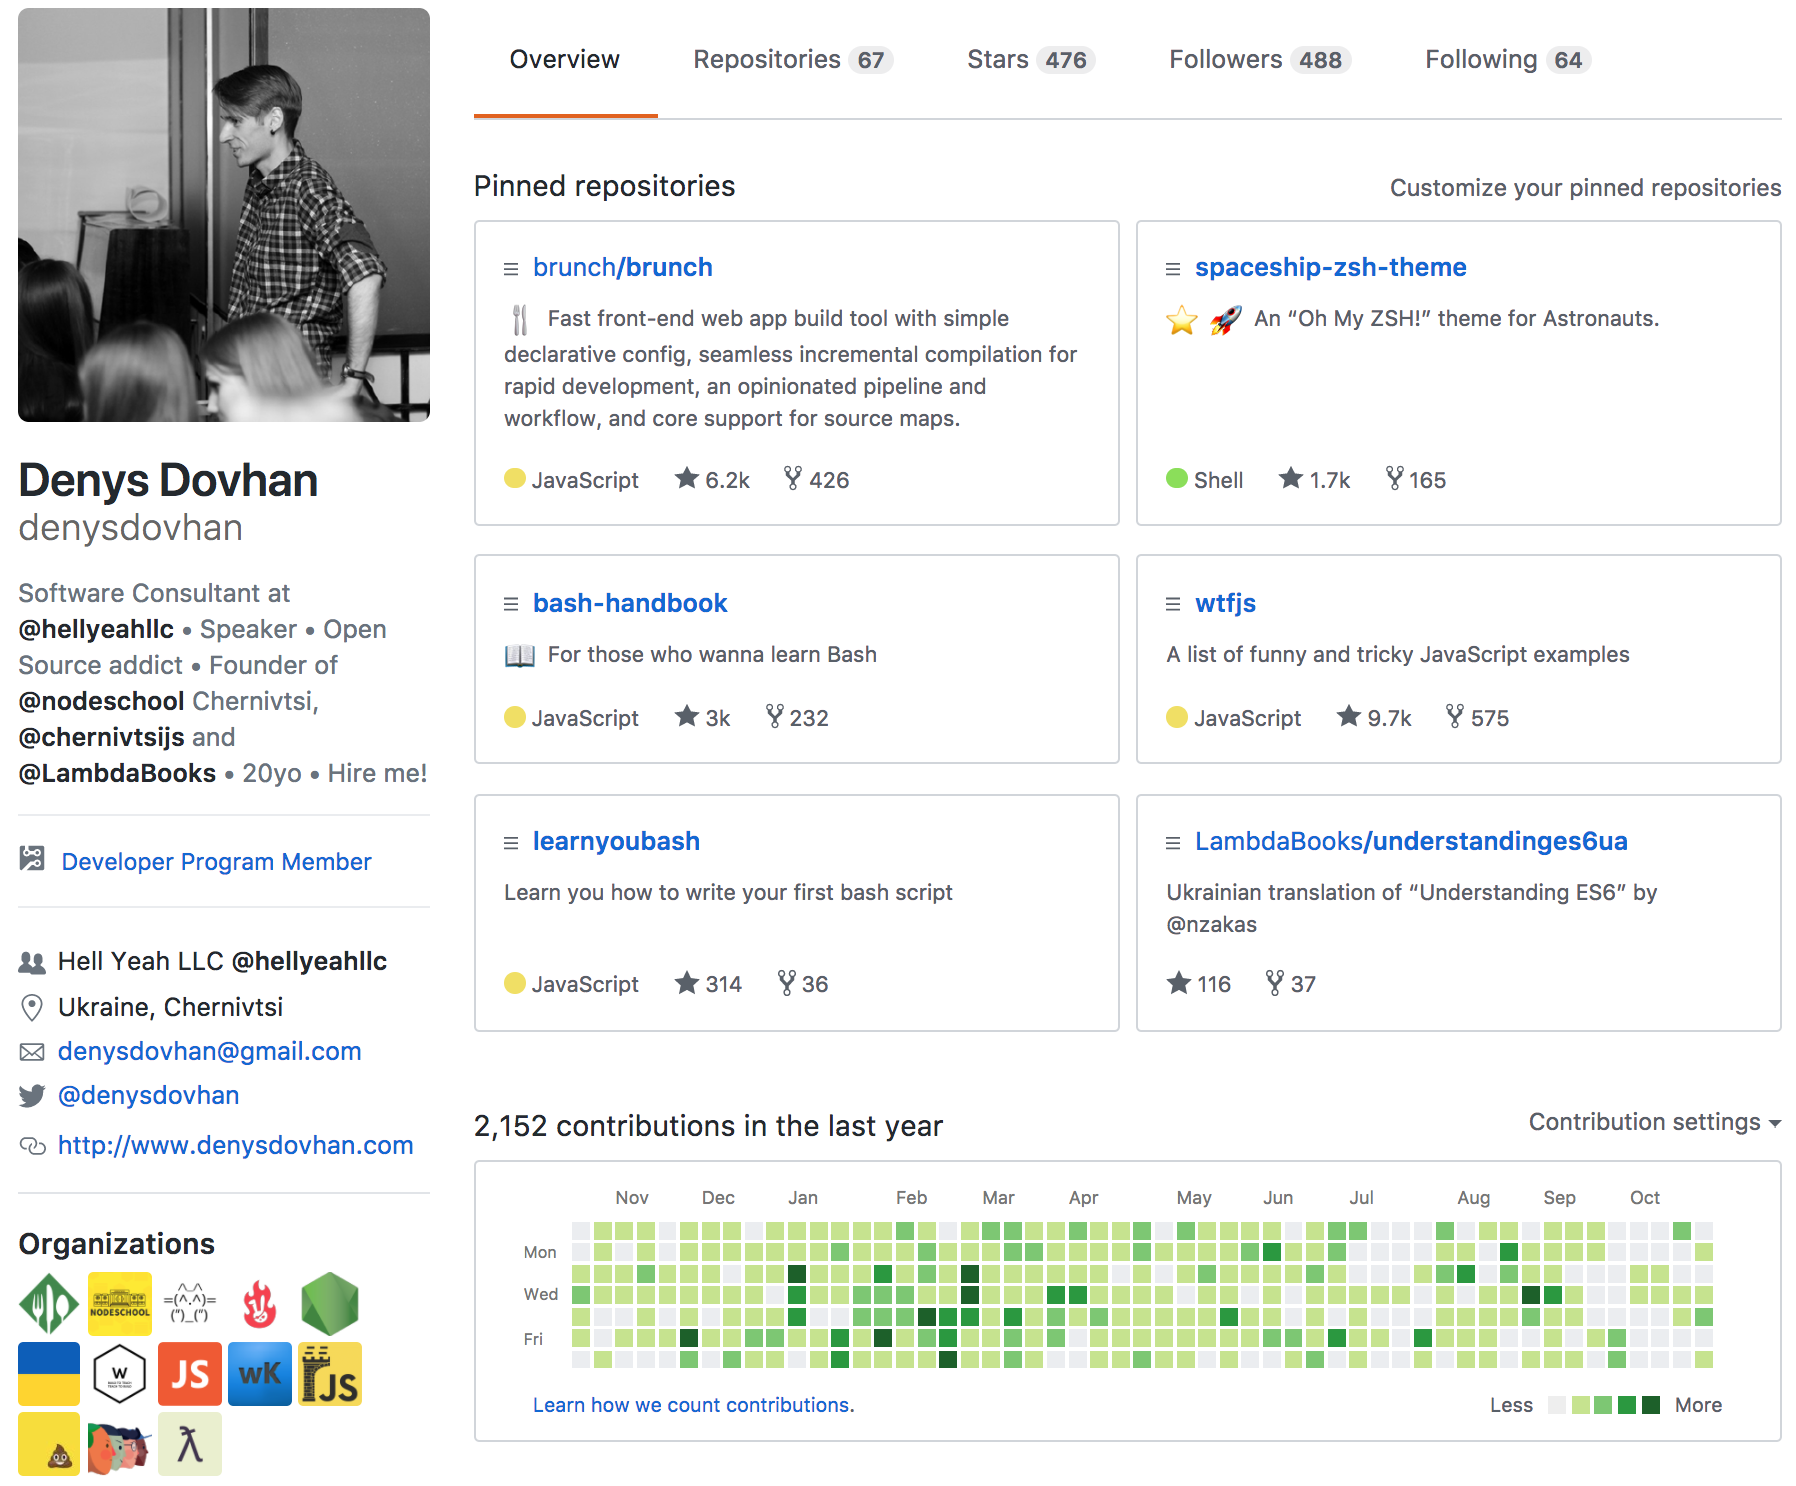 Overview
Repositories 67
Stars 476
Followers 488
Following 64
Denys Dovhan
denysdovhan
Software Consultant at
@hellyeahllc • Speaker • Open
Source addict • Founder of
@nodeschool Chernivtsi,
@chernivtsijs and
@LambdaBooks • 20yo • Hire me!
Developer Program Member
Hell Yeah LLC @hellyeahllc
Ukraine, Chernivtsi
denysdovhan@gmail.com
@denysdovhan
http://www.denysdovhan.com
Organizations
NODESCHOOL
=(^.^)=
(")_(")
W
JS
wK
JS
λ
Pinned repositories
Customize your pinned repositories
brunch/brunch
Fast front-end web app build tool with simple
declarative config, seamless incremental compilation for
rapid development, an opinionated pipeline and
workflow, and core support for source maps.
JavaScript 6.2k 426
spaceship-zsh-theme
An “Oh My ZSH!” theme for Astronauts.
Shell 1.7k 165
bash-handbook
For those who wanna learn Bash
JavaScript 3k 232
wtfjs
A list of funny and tricky JavaScript examples
JavaScript 9.7k 575
learnyoubash
Learn you how to write your first bash script
JavaScript 314 36
LambdaBooks/understandinges6ua
Ukrainian translation of “Understanding ES6” by
@nzakas
116 37
2,152 contributions in the last year
Contribution settings
Nov Dec Jan Feb Mar Apr May Jun Jul Aug Sep Oct
Mon
Wed
Fri
Learn how we count contributions.
Less More